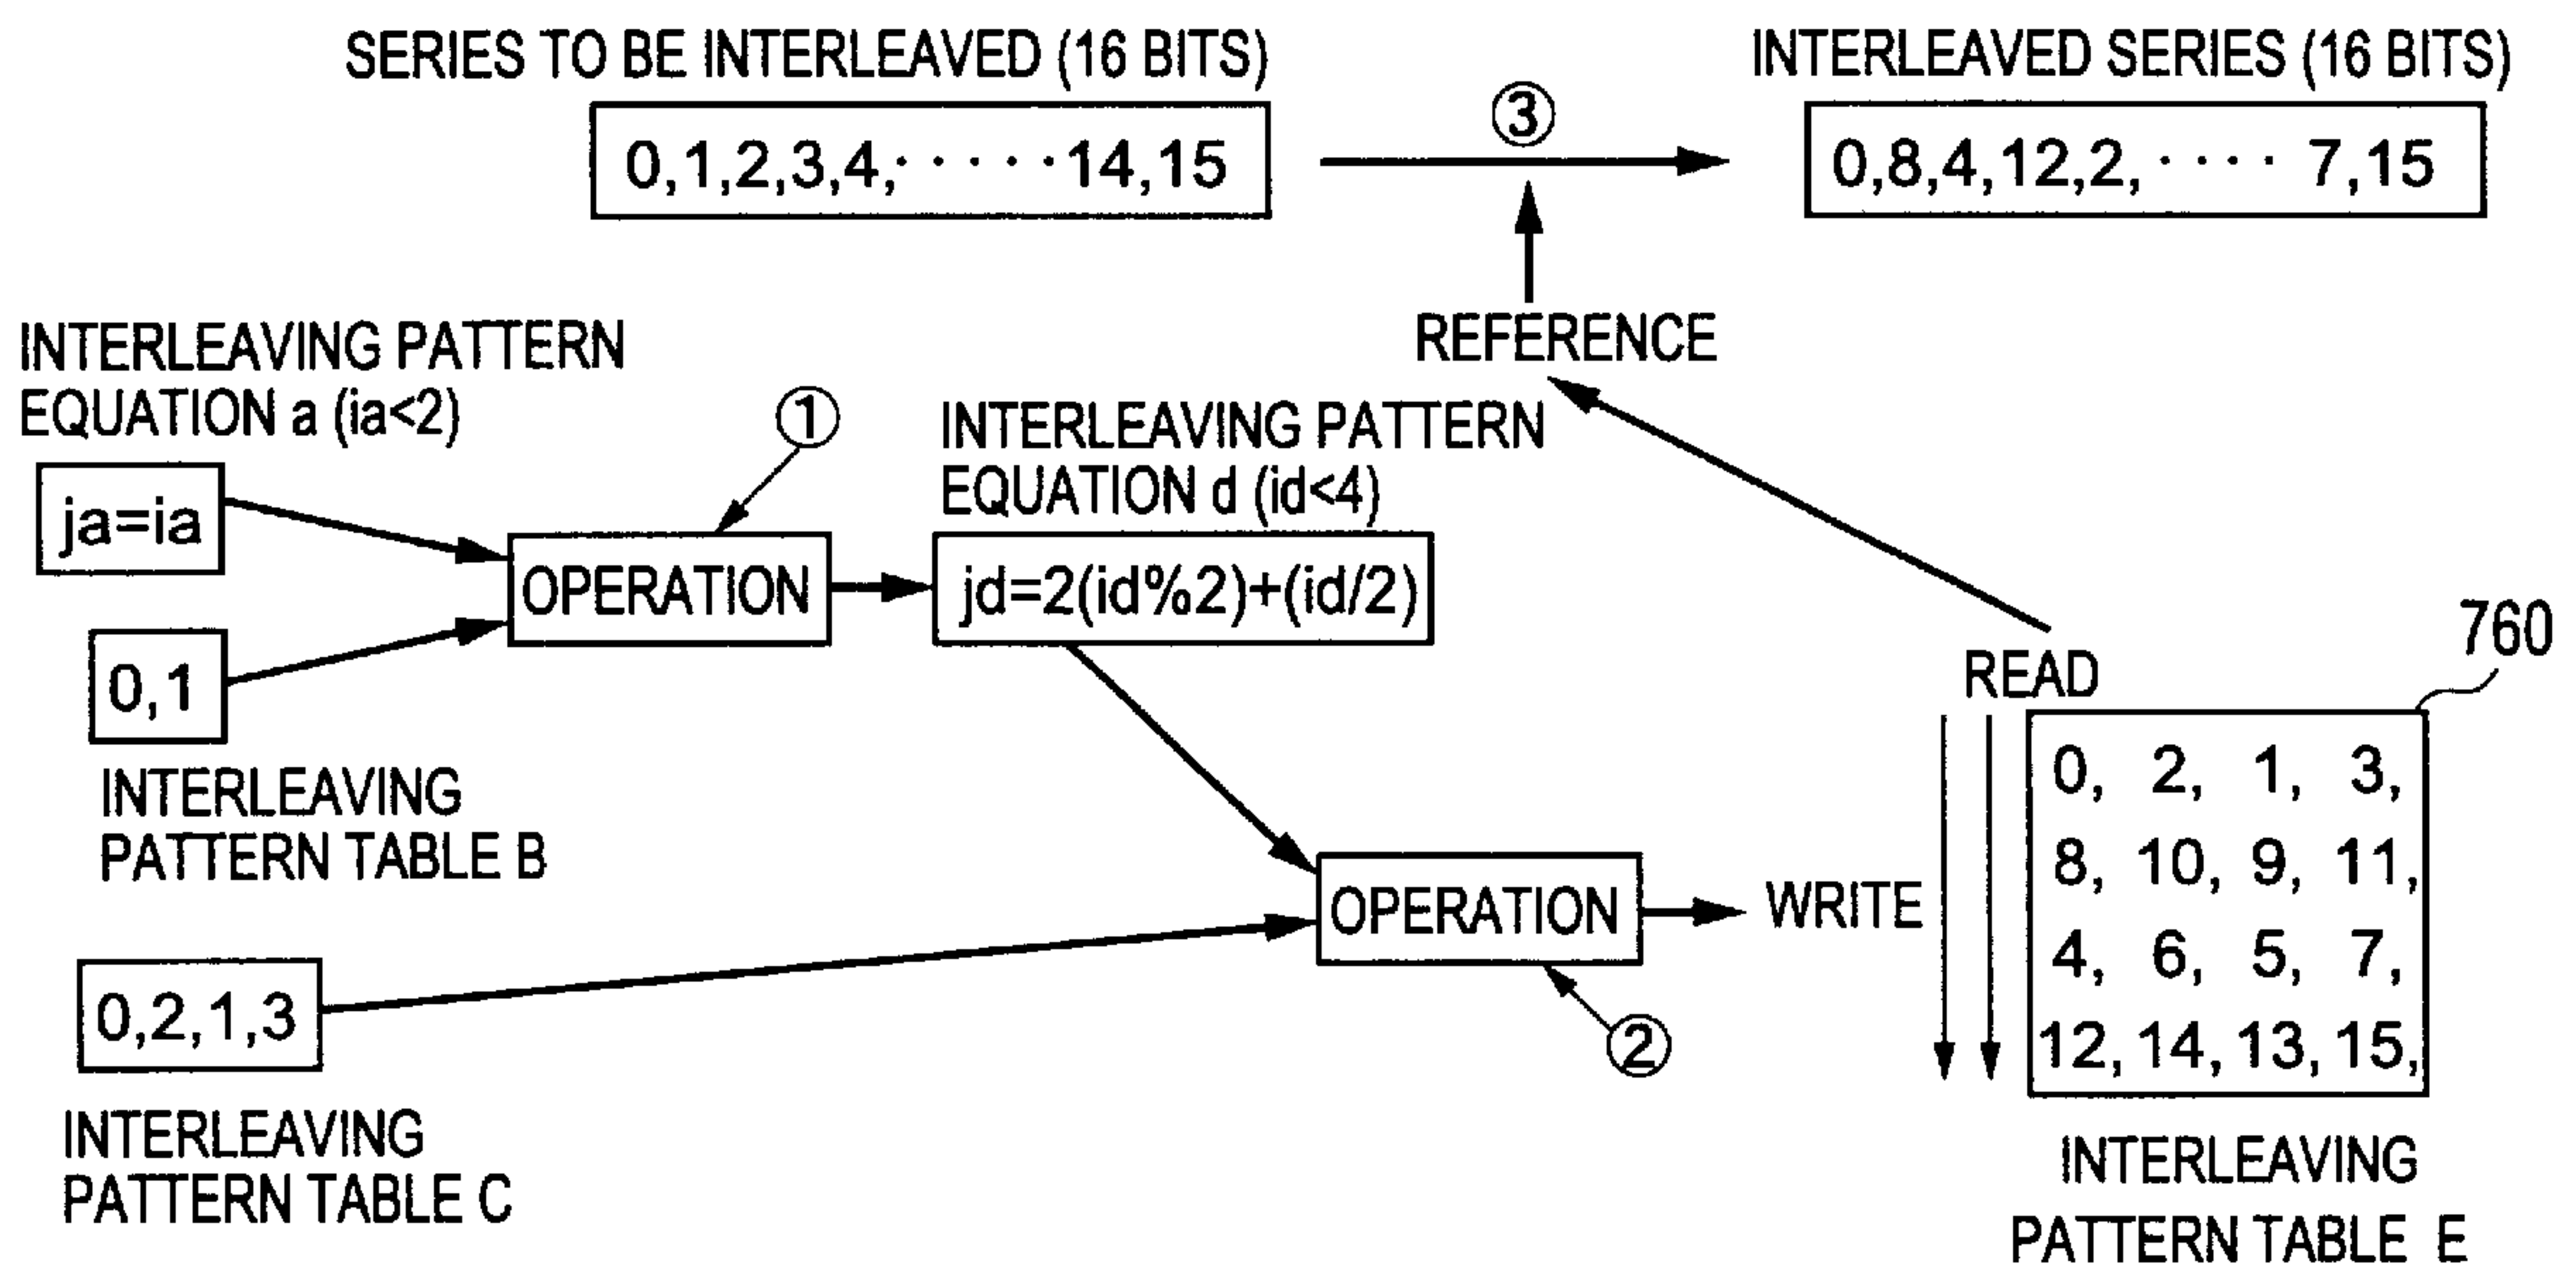 SERIES TO BE INTERLEAVED (16 BITS)
0,1,2,3,4,·····14,15
③
INTERLEAVED SERIES (16 BITS)
0,8,4,12,2,···· 7,15
REFERENCE
INTERLEAVING PATTERN
EQUATION a (ia<2)
ja=ia
①
OPERATION
INTERLEAVING PATTERN
EQUATION d (id<4)
jd=2(id%2)+(id/2)
0,1
INTERLEAVING
PATTERN TABLE B
0,2,1,3
INTERLEAVING
PATTERN TABLE C
OPERATION
②
WRITE
READ
760
0, 2, 1, 3,
8, 10, 9, 11,
4, 6, 5, 7,
12, 14, 13, 15,
INTERLEAVING
PATTERN TABLE E